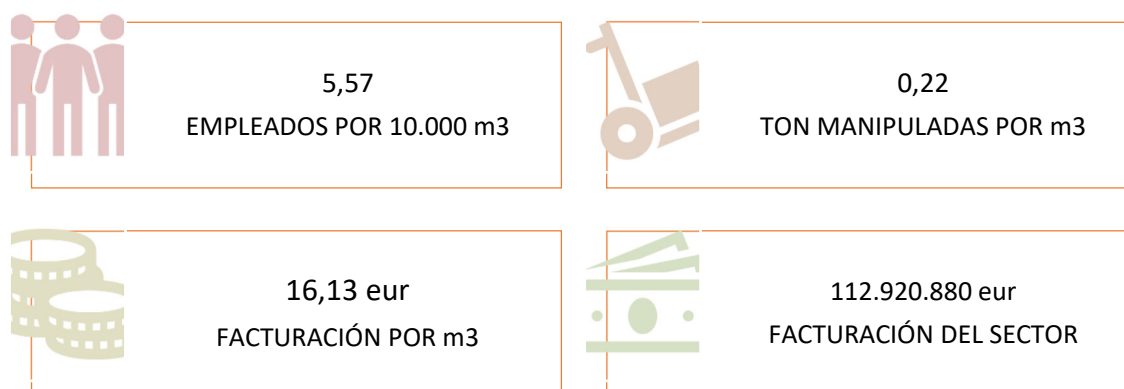 5,57
EMPLEADOS POR 10.000 m3
0,22
TON MANIPULADAS POR m3
16,13 eur
FACTURACIÓN POR m3
112.920.880 eur
FACTURACIÓN DEL SECTOR